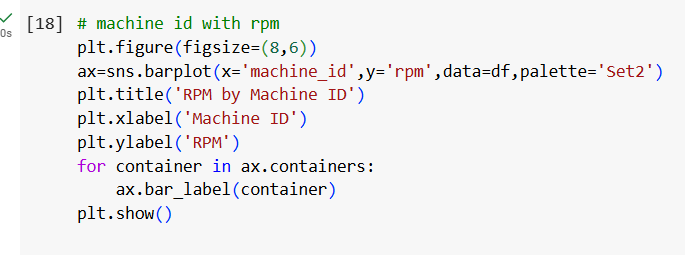 [18] # machine id with rpm
0s
plt.figure(figsize=(8,6))
ax=sns.barplot(x='machine_id',y='rpm',data=df,palette='Set2')
plt.title('RPM by Machine ID')
plt.xlabel('Machine ID')
plt.ylabel('RPM')
for container in ax.containers:
    ax.bar_label(container)
plt.show()